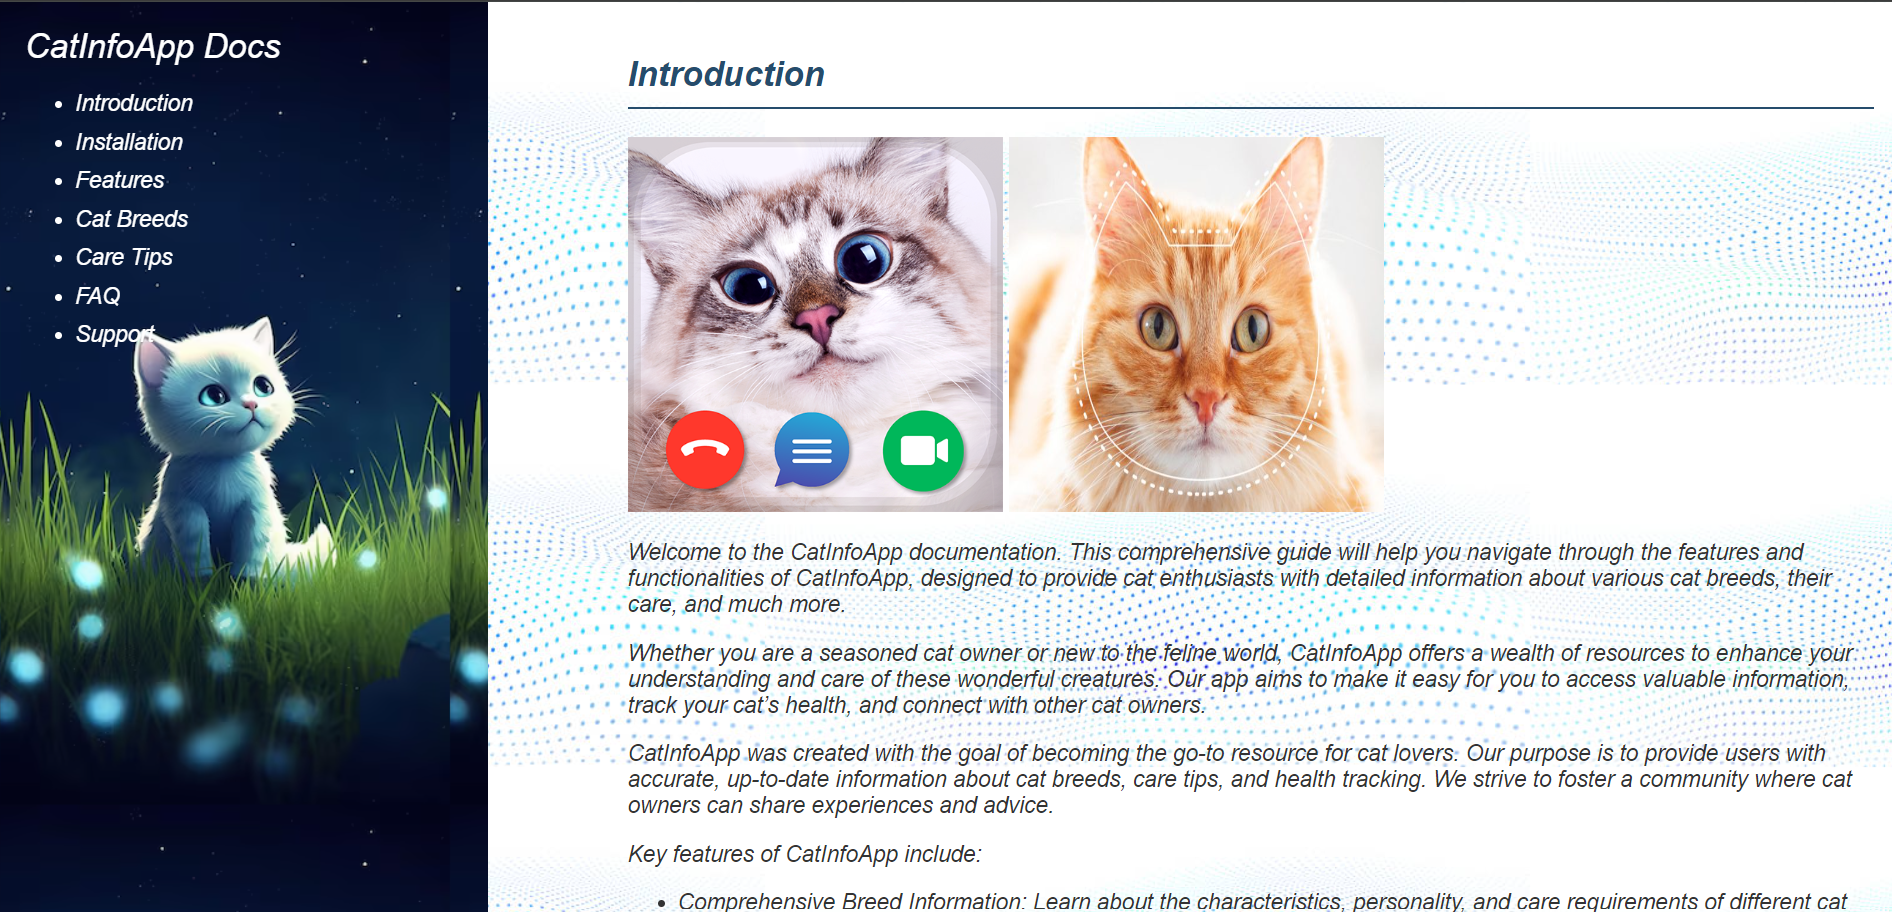 CatInfoApp Docs
Introduction
Installation
Features
Cat Breeds
Care Tips
FAQ
Support
Introduction
Welcome to the CatInfoApp documentation. This comprehensive guide will help you navigate through the features and
functionalities of CatInfoApp, designed to provide cat enthusiasts with detailed information about various cat breeds, their
care, and much more.
Whether you are a seasoned cat owner or new to the feline world, CatInfoApp offers a wealth of resources to enhance your
understanding and care of these wonderful creatures. Our app aims to make it easy for you to access valuable information,
track your cat's health, and connect with other cat owners.
CatInfoApp was created with the goal of becoming the go-to resource for cat lovers. Our purpose is to provide users with
accurate, up-to-date information about cat breeds, care tips, and health tracking. We strive to foster a community where cat
owners can share experiences and advice.
Key features of CatInfoApp include:
Comprehensive Breed Information: Learn about the characteristics, personality, and care requirements of different cat